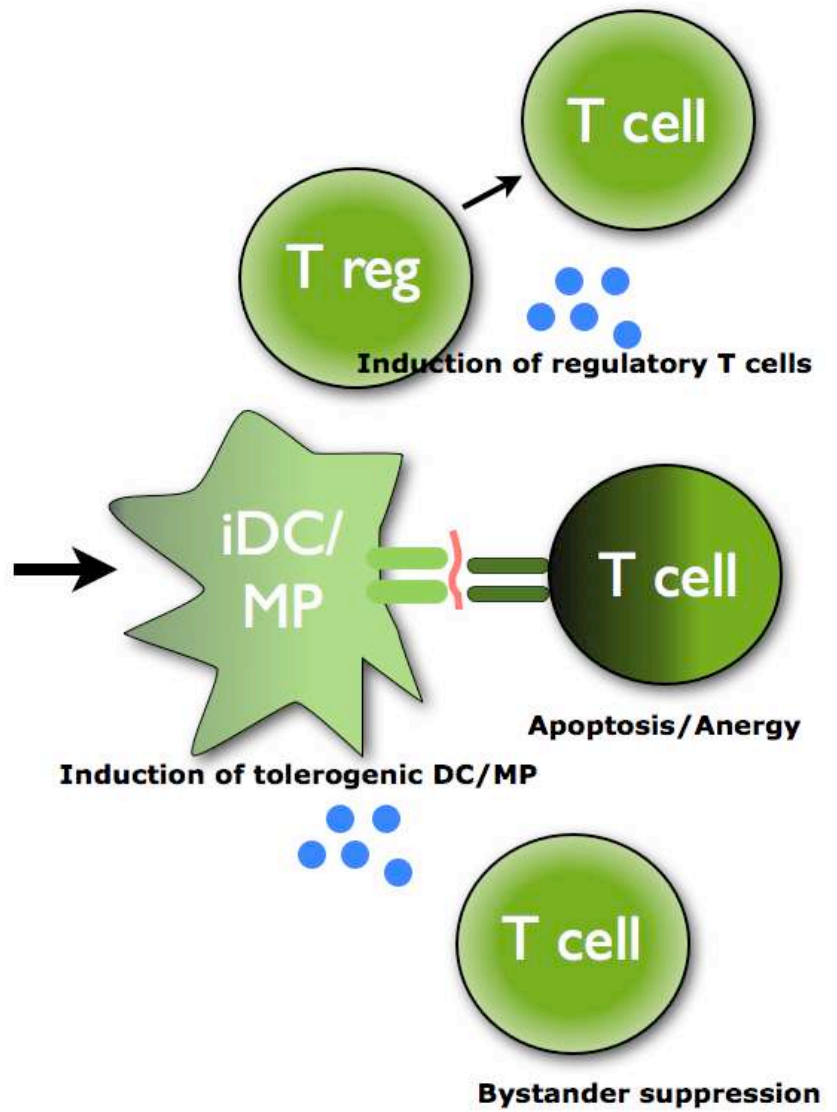 T cell
T reg
Induction of regulatory T cells
iDC/
MP
T cell
Apoptosis/Anergy
Induction of tolerogenic DC/MP
T cell
Bystander suppression